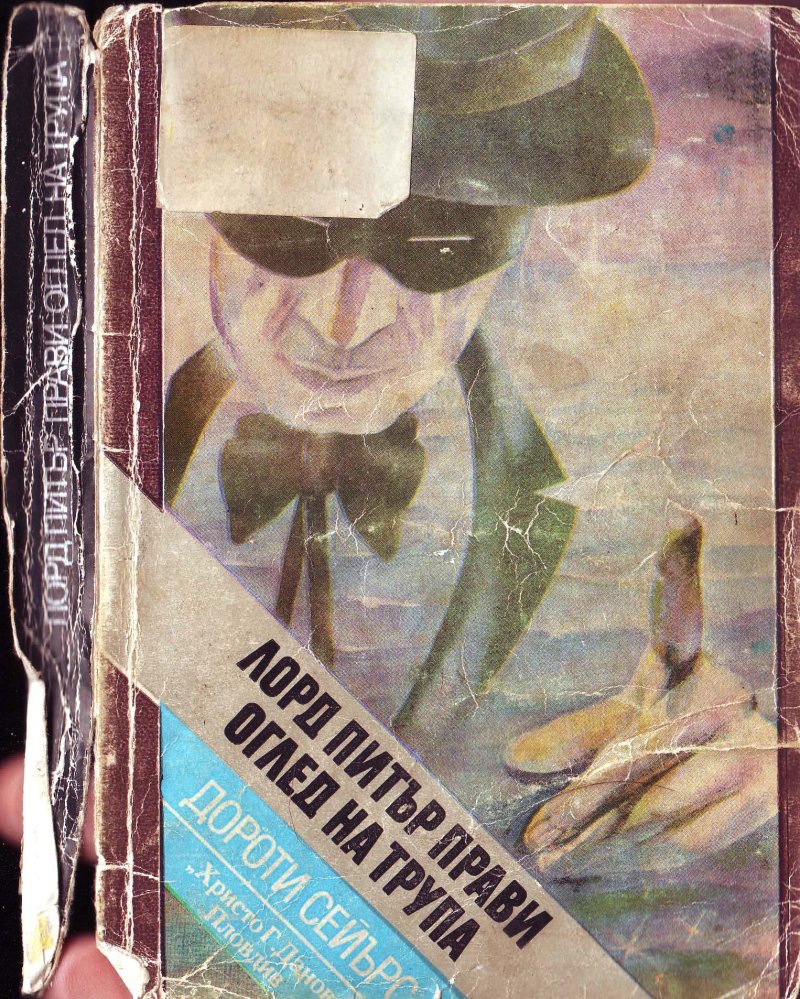 ЛОРД ПИТЪР ПРАВИ ОГЛЕД НА ТРУПА
ЛОРД ПИТЪР ПРАВИ
ОГЛЕД НА ТРУПА
ДОРОТИ СЕЙЪРС
„Христо Г. Данов
Пловдив